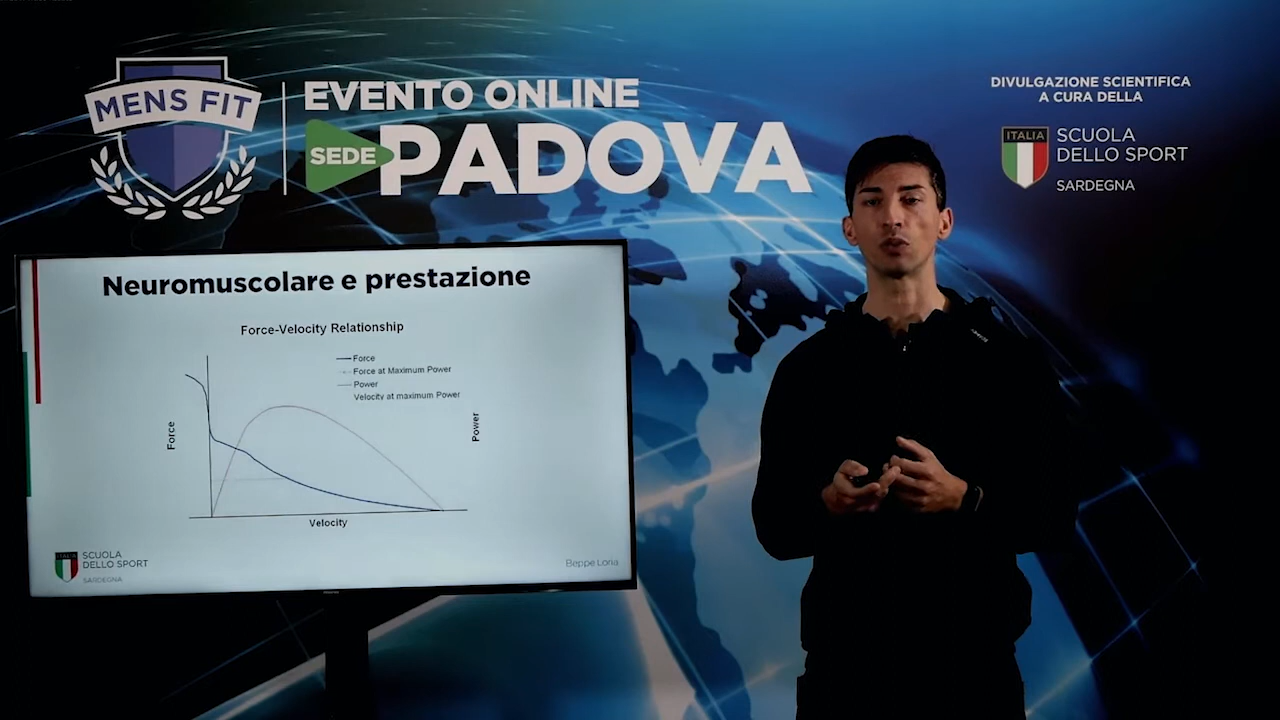 MENS FIT
EVENTO ONLINE
SEDE PADOVA
DIVULGAZIONE SCIENTIFICA
A CURA DELLA
ITALIA
SCUOLA
DELLO SPORT
SARDEGNA
Neuromuscolare e prestazione
Force-Velocity Relationship
Force
Force at Maximum Power
Power
Velocity at maximum Power
Force
Power
Velocity
ITALIA
SCUOLA
DELLO SPORT
SARDEGNA
Beppe Loria